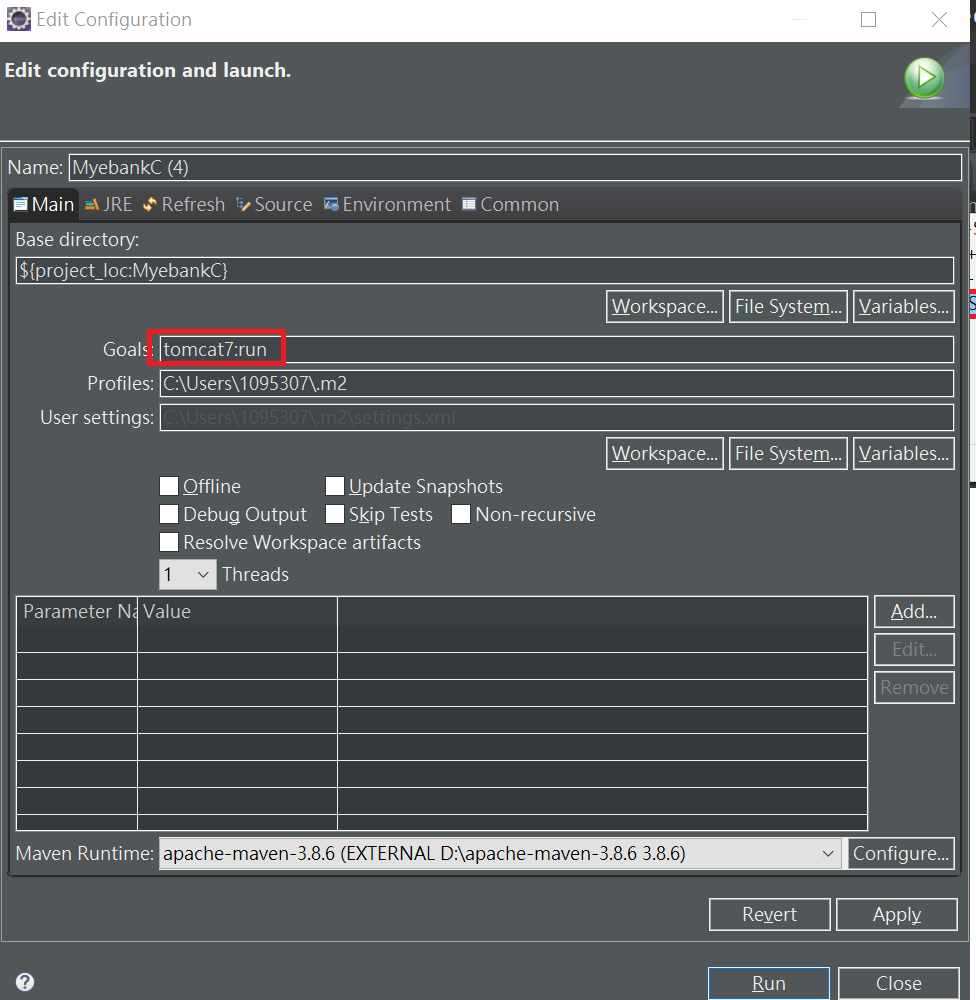 Edit Configuration
Edit configuration and launch.
Name: MyebankC (4)
Main JRE Refresh Source Environment Common
Base directory:
${project_loc:MyebankC}
Workspace... File System... Variables...
Goals: tomcat7:run
Profiles: C:\Users\1095307\.m2
User settings: C:\Users\1095307\.m2\settings.xml
Workspace... File System... Variables...
Offline Update Snapshots
Debug Output Skip Tests Non-recursive
Resolve Workspace artifacts
1 Threads
Parameter Na Value
Add...
Edit...
Remove
Maven Runtime: apache-maven-3.8.6 (EXTERNAL D:\apache-maven-3.8.6 3.8.6) Configure...
Revert Apply
Run Close